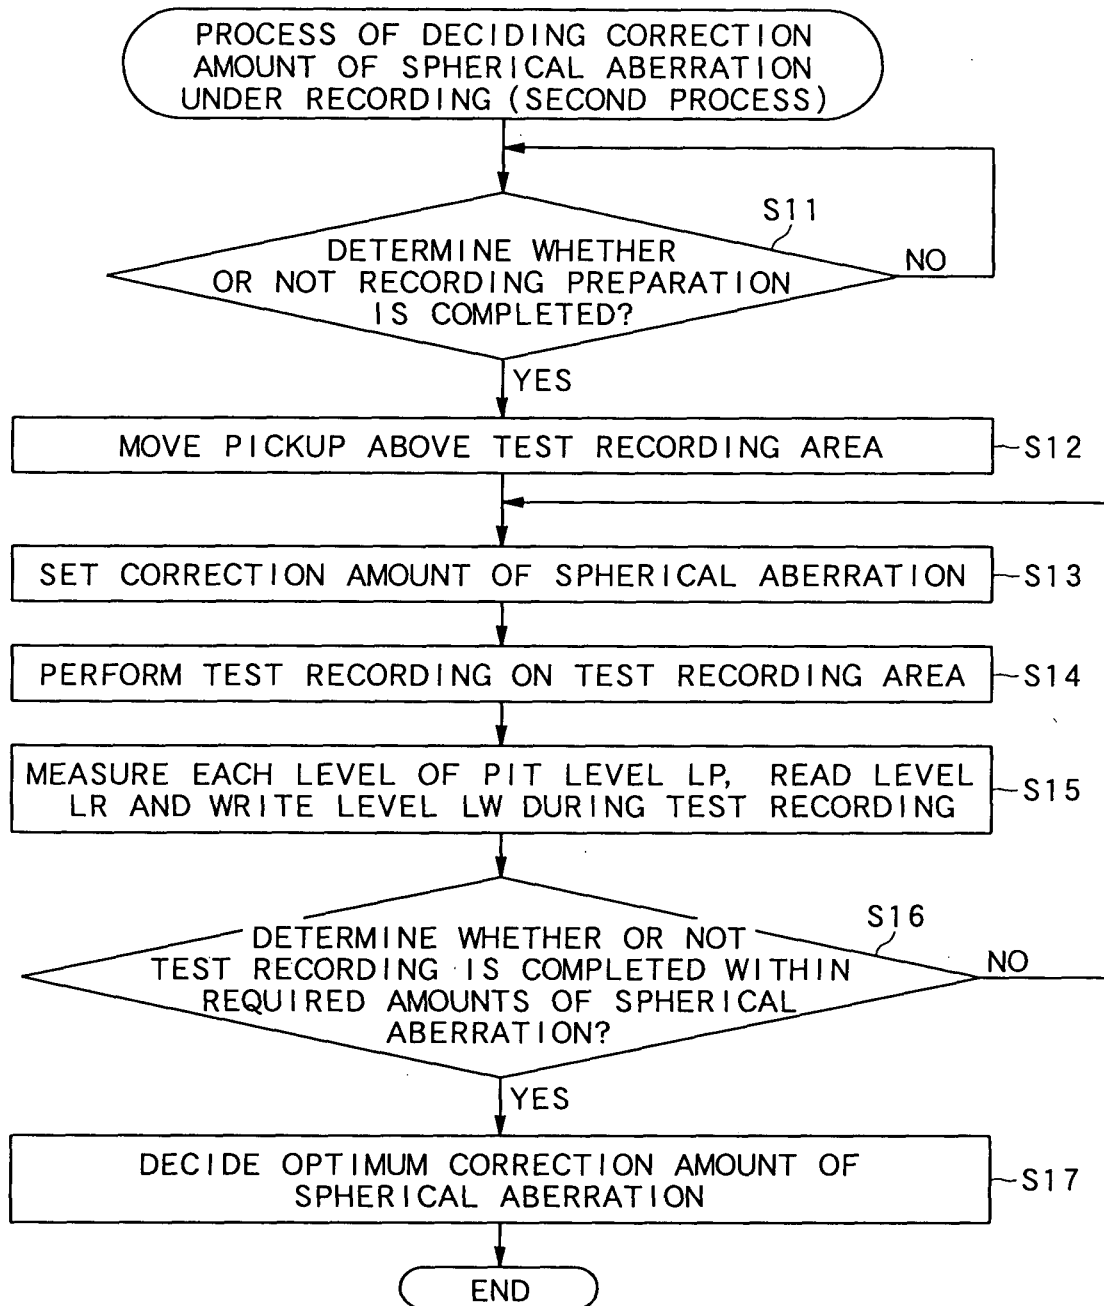 PROCESS OF DECIDING CORRECTION
AMOUNT OF SPHERICAL ABERRATION
UNDER RECORDING (SECOND PROCESS)
S11
DETERMINE WHETHER
OR NOT RECORDING PREPARATION
IS COMPLETED?
NO
YES
MOVE PICKUP ABOVE TEST RECORDING AREA
S12
SET CORRECTION AMOUNT OF SPHERICAL ABERRATION
S13
PERFORM TEST RECORDING ON TEST RECORDING AREA
S14
MEASURE EACH LEVEL OF PIT LEVEL LP, READ LEVEL
LR AND WRITE LEVEL LW DURING TEST RECORDING
S15
S16
DETERMINE WHETHER OR NOT
TEST RECORDING IS COMPLETED WITHIN
REQUIRED AMOUNTS OF SPHERICAL
ABERRATION?
NO
YES
DECIDE OPTIMUM CORRECTION AMOUNT OF
SPHERICAL ABERRATION
S17
END